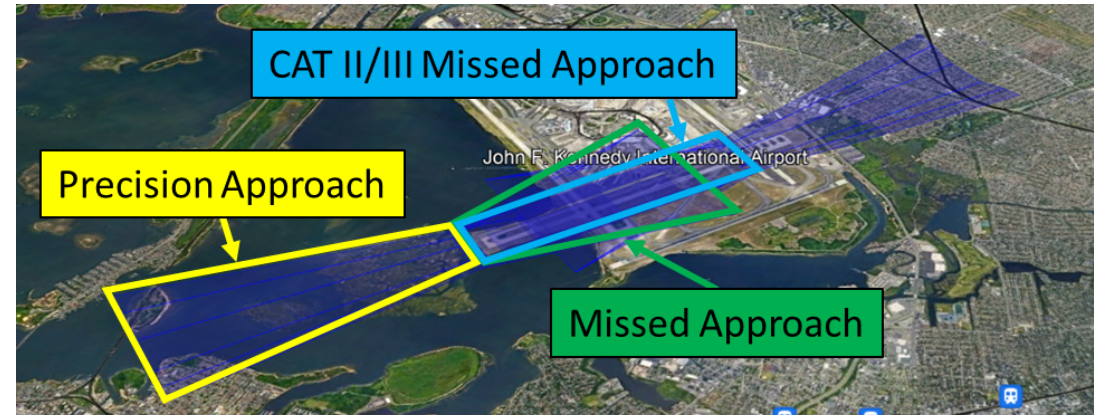 CAT II/III Missed Approach
John F. Kennedy International Airport
Precision Approach
Missed Approach